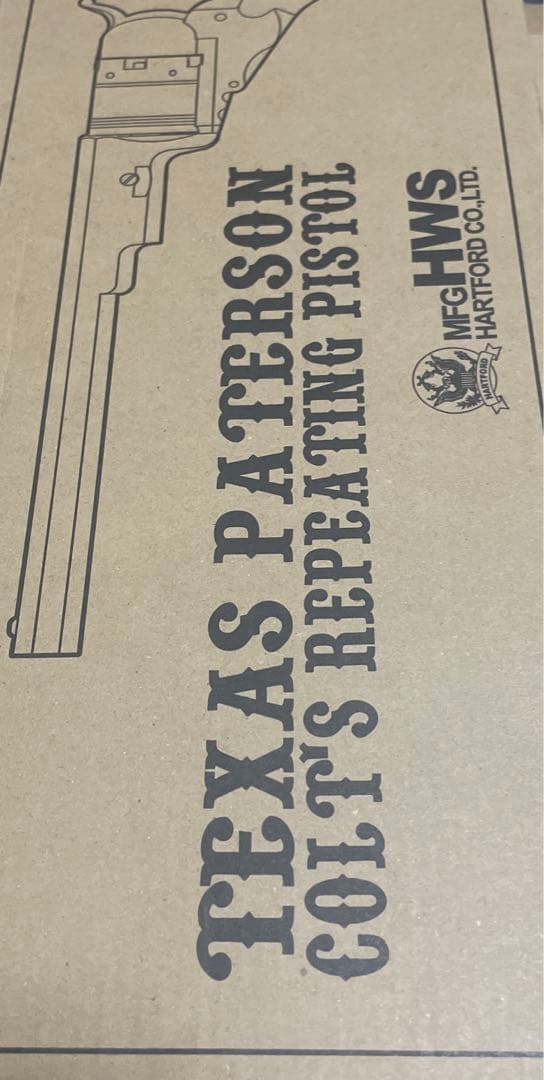 TEXAS PATERSON
COLT'S REPEATING PISTOL
HARTFORD
MFG HWS
HARTFORD CO.,LTD.